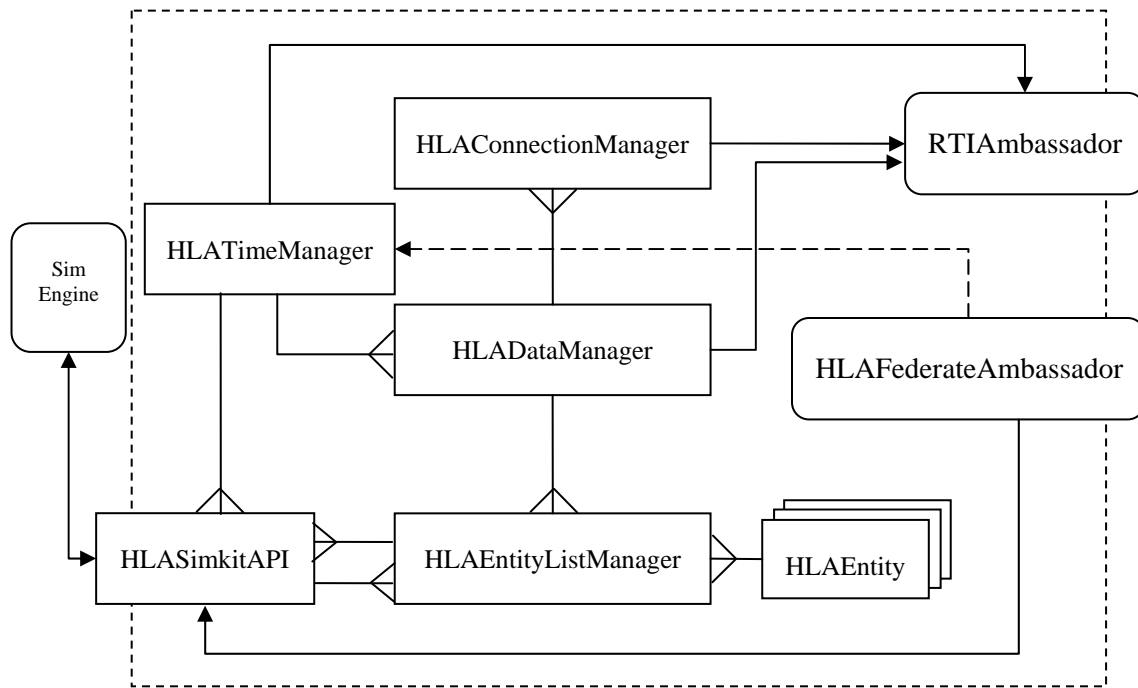 HLAConnectionManager
RTIAmbassador
HLATimeManager
Sim
Engine
HLADataManager
HLAFederateAmbassador
HLASimkitAPI
HLAEntityListManager
HLAEntity